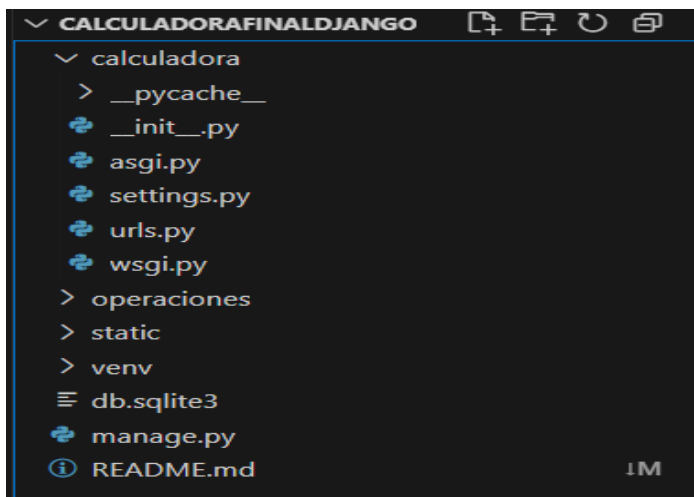 CALCULADORAFINALDJANGO
calculadora
__pycache__
__init__.py
asgi.py
settings.py
urls.py
wsgi.py
operaciones
static
venv
db.sqlite3
manage.py
README.md ↓M